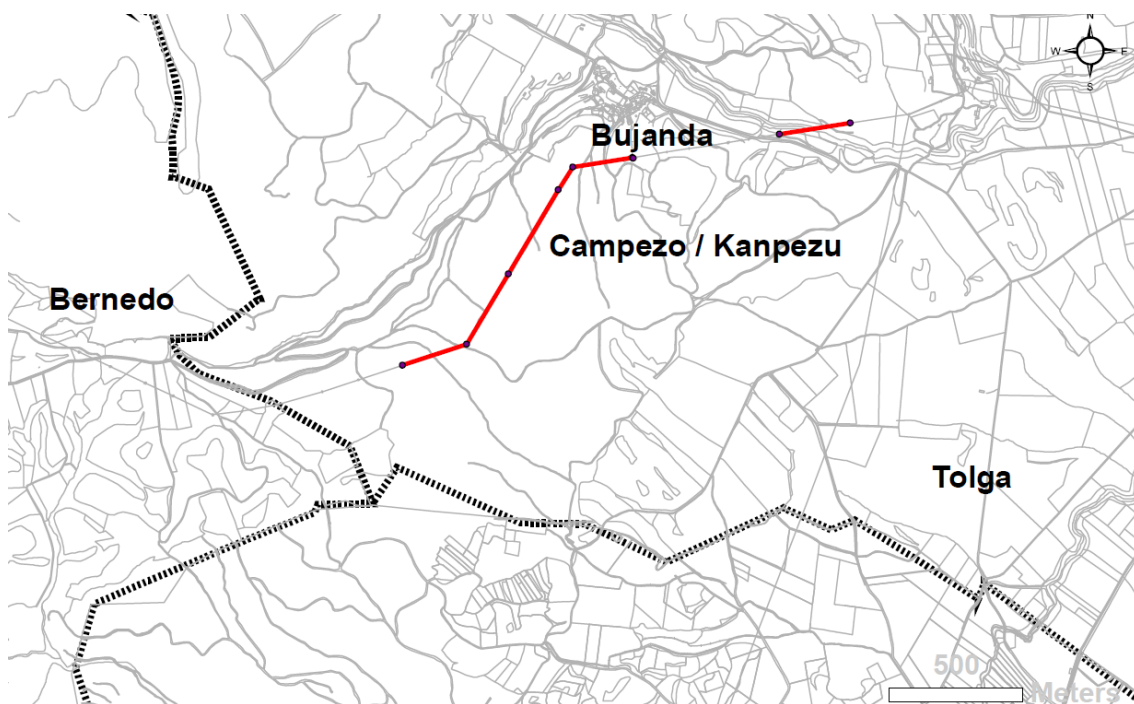 N
W E
S
Bujanda
Campezo / Kanpezu
Bernedo
Tolga
500
Meters